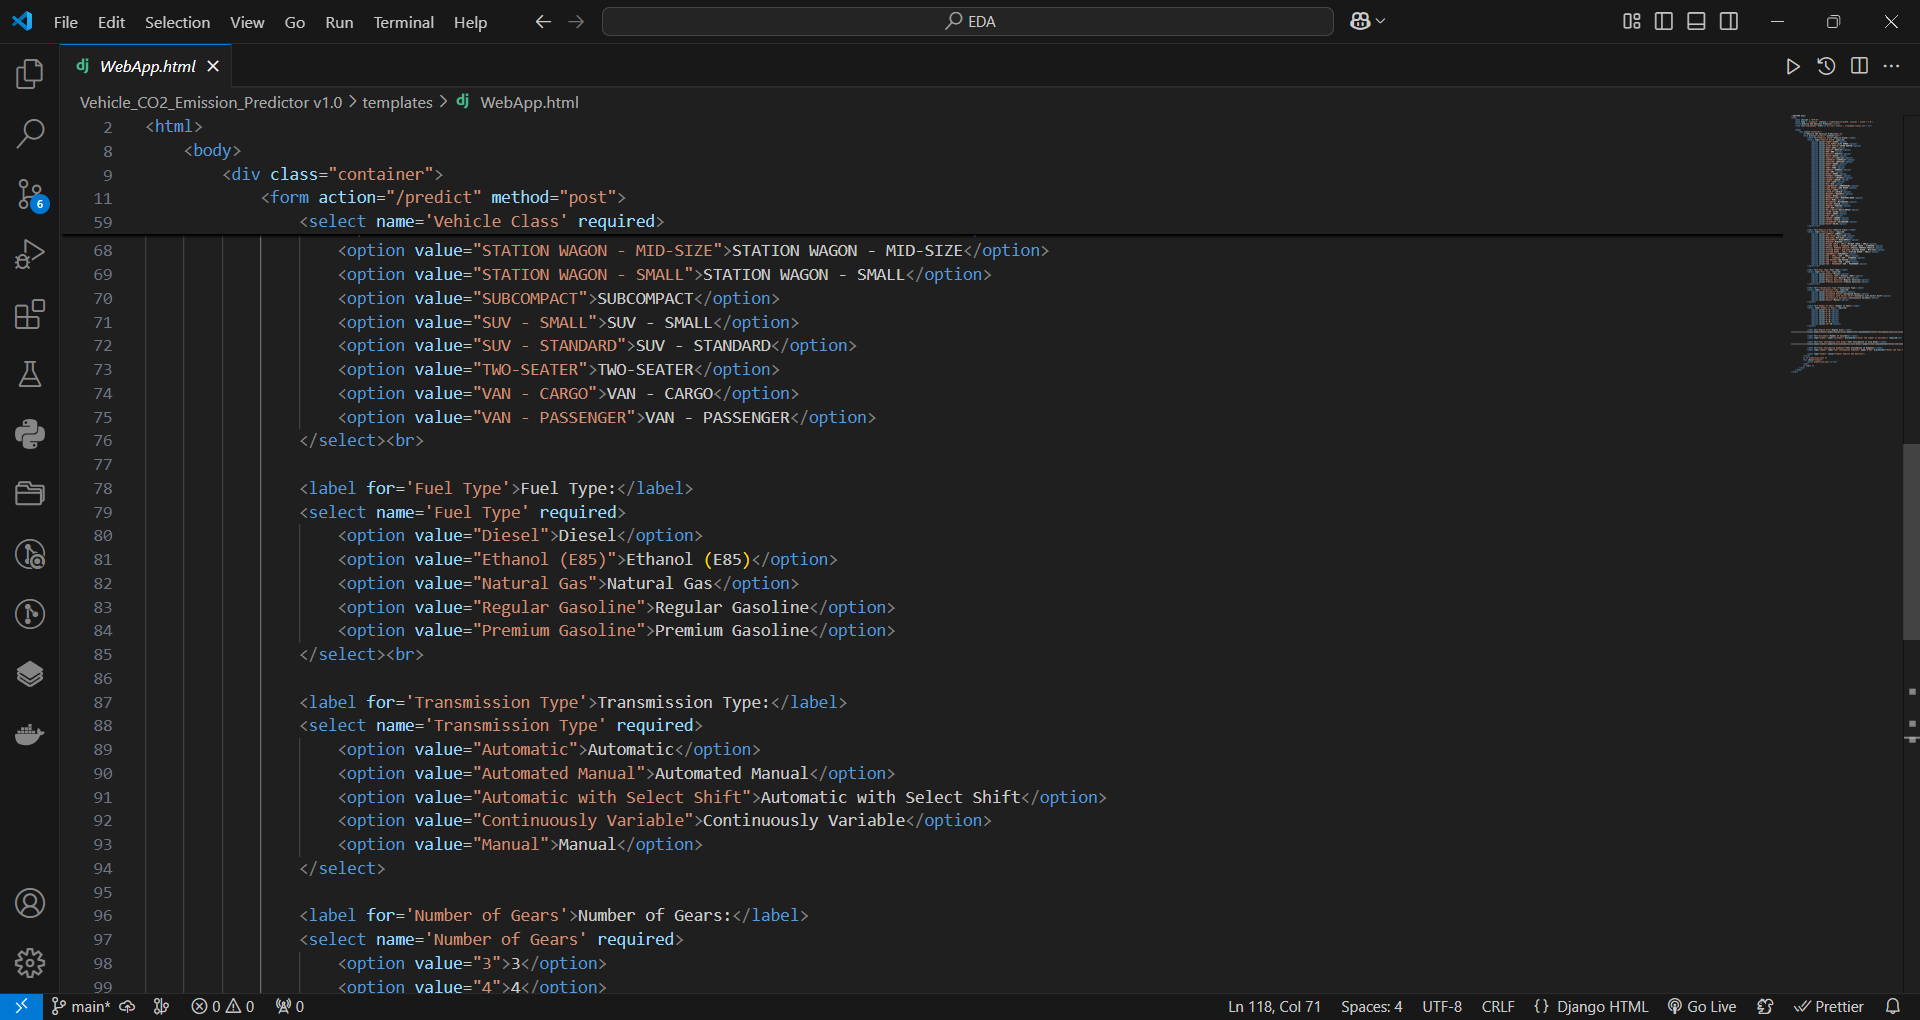 File Edit Selection View Go Run Terminal Help EDA
dj WebApp.html
Vehicle_CO2_Emission_Predictor v1.0 > templates > dj WebApp.html
2 <html>
8 <body>
9 <div class="container">
11 <form action="/predict" method="post">
59 <select name='Vehicle Class' required>
68 <option value="STATION WAGON - MID-SIZE">STATION WAGON - MID-SIZE</option>
69 <option value="STATION WAGON - SMALL">STATION WAGON - SMALL</option>
70 <option value="SUBCOMPACT">SUBCOMPACT</option>
71 <option value="SUV - SMALL">SUV - SMALL</option>
72 <option value="SUV - STANDARD">SUV - STANDARD</option>
73 <option value="TWO-SEATER">TWO-SEATER</option>
74 <option value="VAN - CARGO">VAN - CARGO</option>
75 <option value="VAN - PASSENGER">VAN - PASSENGER</option>
76 </select><br>
77
78 <label for='Fuel Type'>Fuel Type:</label>
79 <select name='Fuel Type' required>
80 <option value="Diesel">Diesel</option>
81 <option value="Ethanol (E85)">Ethanol (E85)</option>
82 <option value="Natural Gas">Natural Gas</option>
83 <option value="Regular Gasoline">Regular Gasoline</option>
84 <option value="Premium Gasoline">Premium Gasoline</option>
85 </select><br>
86
87 <label for='Transmission Type'>Transmission Type:</label>
88 <select name='Transmission Type' required>
89 <option value="Automatic">Automatic</option>
90 <option value="Automated Manual">Automated Manual</option>
91 <option value="Automatic with Select Shift">Automatic with Select Shift</option>
92 <option value="Continuously Variable">Continuously Variable</option>
93 <option value="Manual">Manual</option>
94 </select>
95
96 <label for='Number of Gears'>Number of Gears:</label>
97 <select name='Number of Gears' required>
98 <option value="3">3</option>
99 <option value="4">4</option>
6
main* 0 0 0 Ln 118, Col 71 Spaces: 4 UTF-8 CRLF {} Django HTML Go Live Prettier